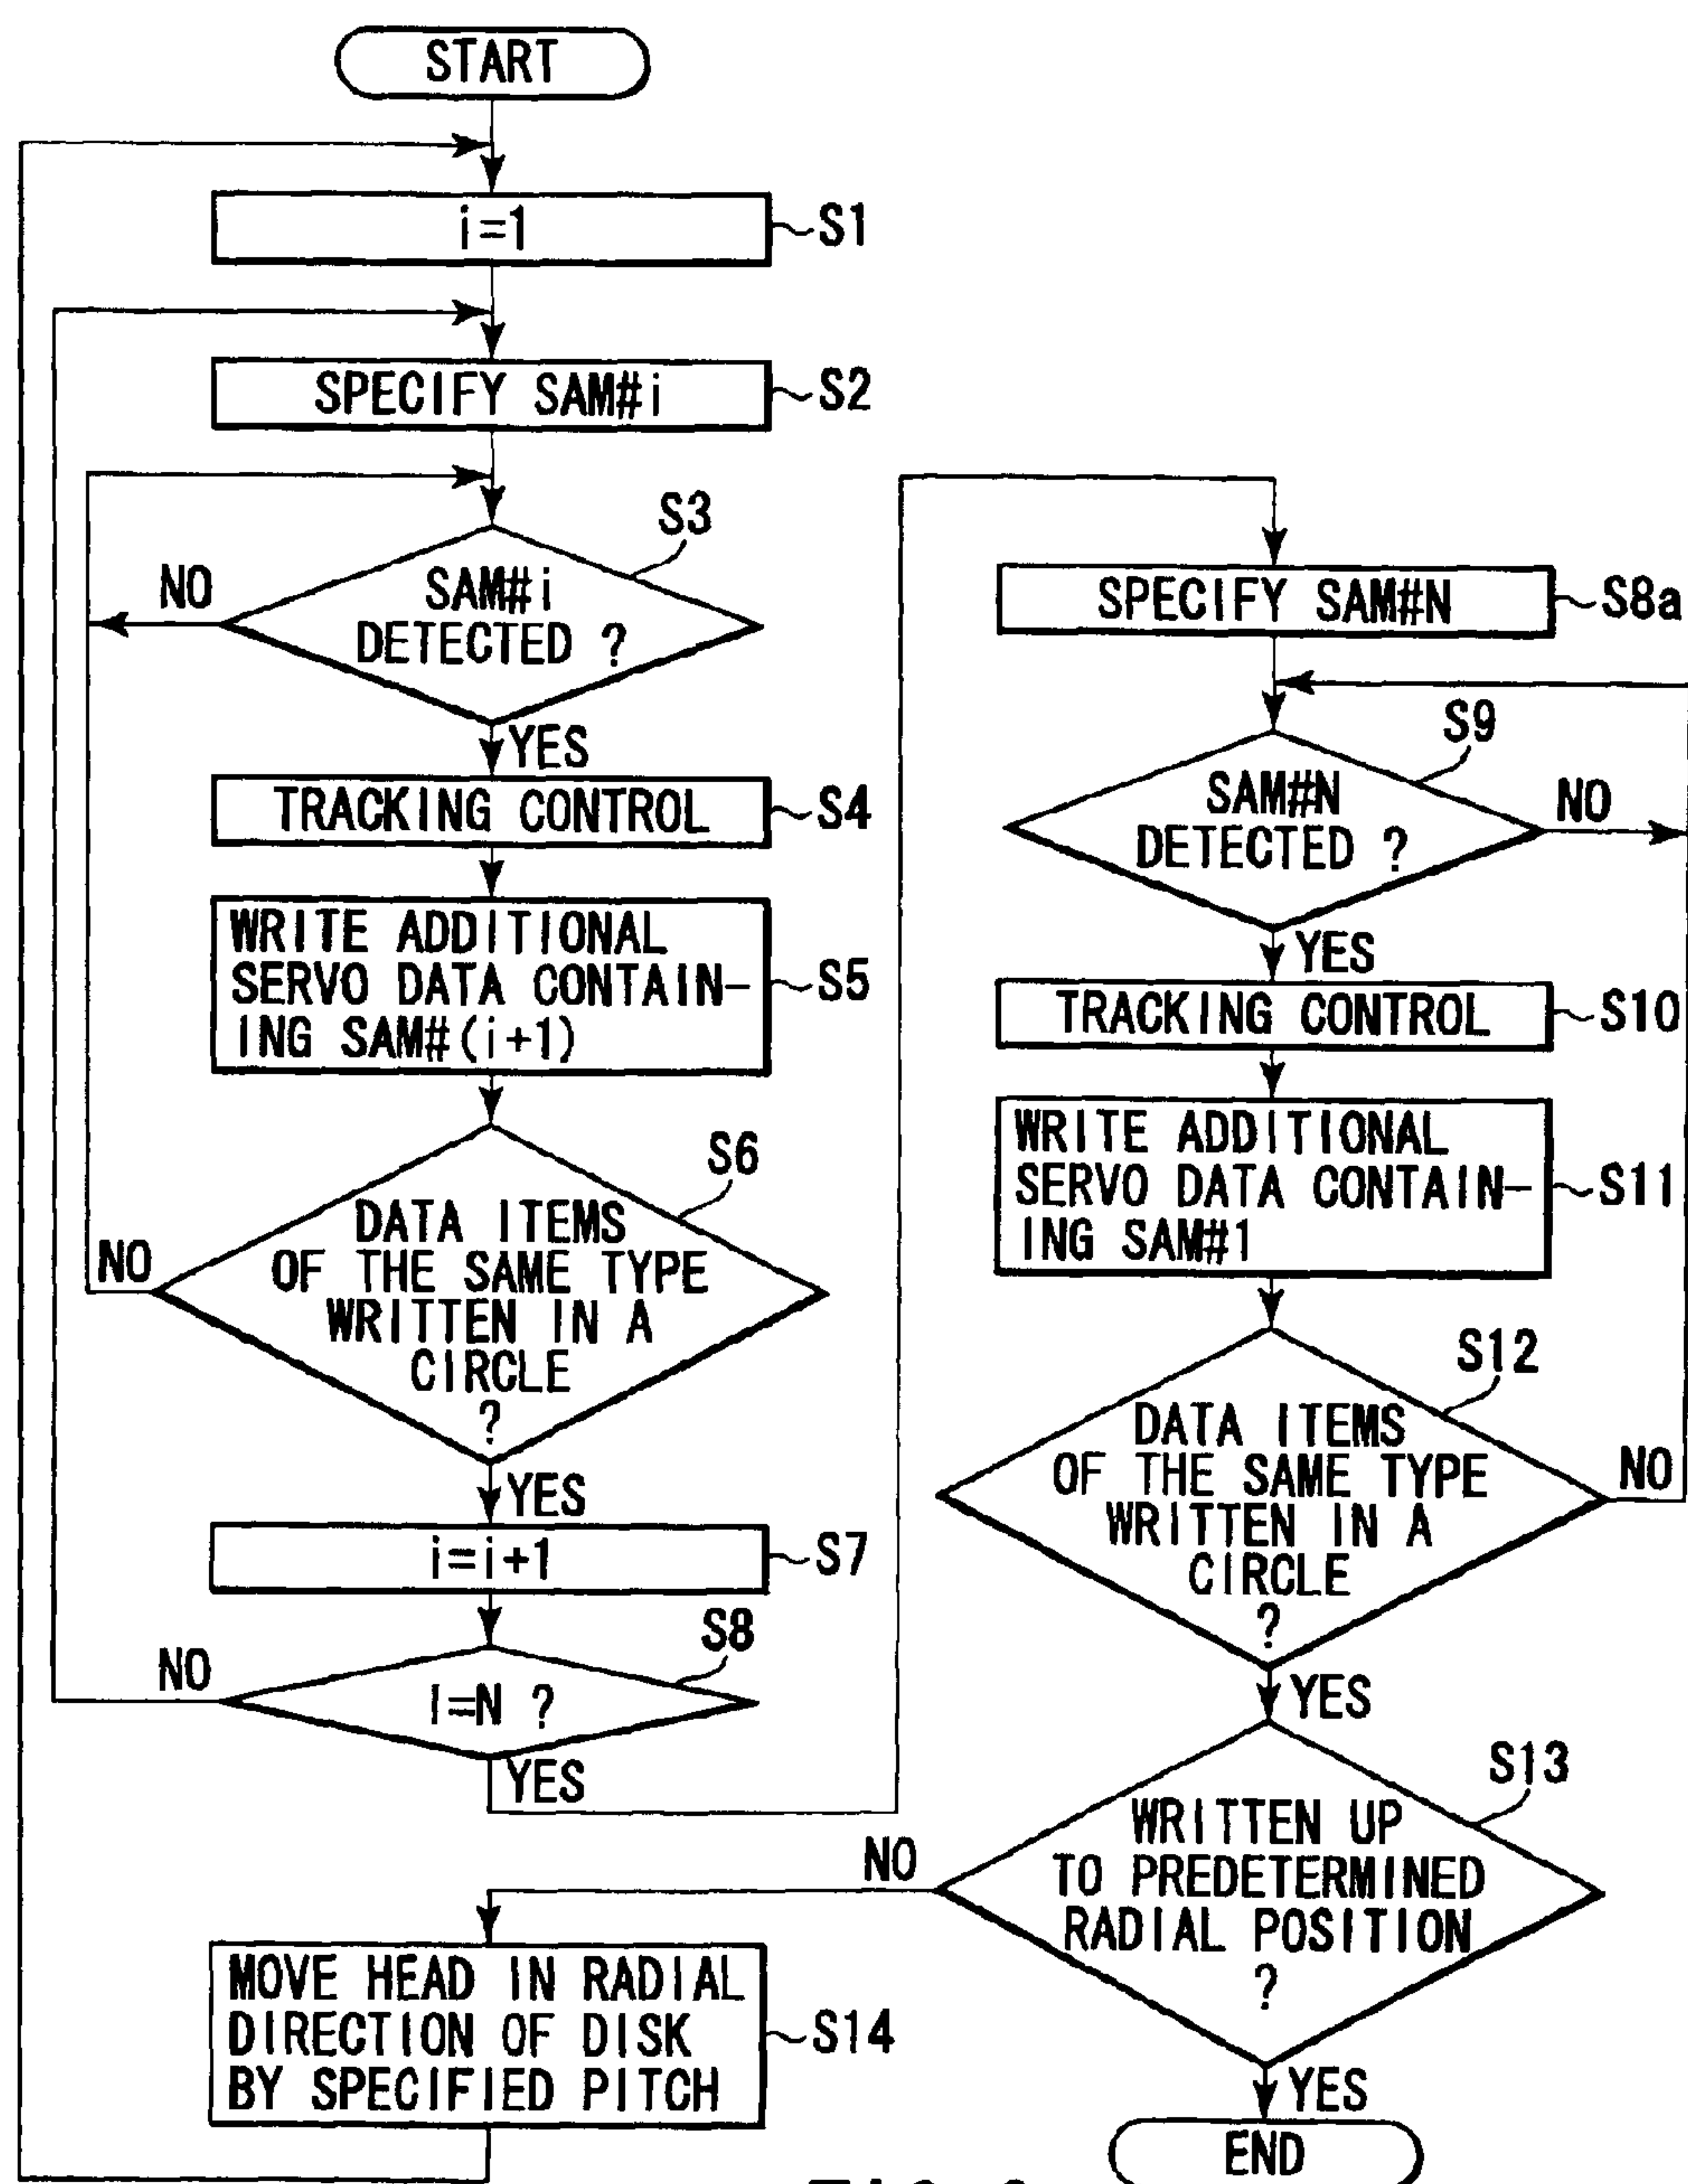 START
i=1
S1
SPECIFY SAM#i
S2
S3
SAM#i
DETECTED ?
NO
YES
TRACKING CONTROL
S4
WRITE ADDITIONAL
SERVO DATA CONTAIN-
ING SAM#(i+1)
S5
S6
DATA ITEMS
OF THE SAME TYPE
WRITTEN IN A
CIRCLE
?
NO
YES
i=i+1
S7
S8
I=N ?
NO
YES
SPECIFY SAM#N
S8a
S9
SAM#N
DETECTED ?
NO
YES
TRACKING CONTROL
S10
WRITE ADDITIONAL
SERVO DATA CONTAIN-
ING SAM#1
S11
S12
DATA ITEMS
OF THE SAME TYPE
WRITTEN IN A
CIRCLE
?
NO
YES
S13
WRITTEN UP
TO PREDETERMINED
RADIAL POSITION
?
NO
YES
MOVE HEAD IN RADIAL
DIRECTION OF DISK
BY SPECIFIED PITCH
S14
END